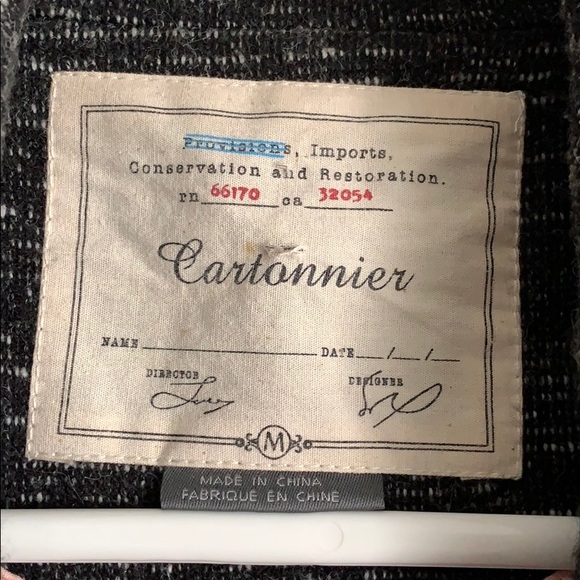 Provisions, Imports,
Conservation and Restoration.
rn 66170 ca 32054
Cartonnier
NAME DATE / /
DIRECTOR DESIGNER
M
MADE IN CHINA
FABRIQUÉ EN CHINE